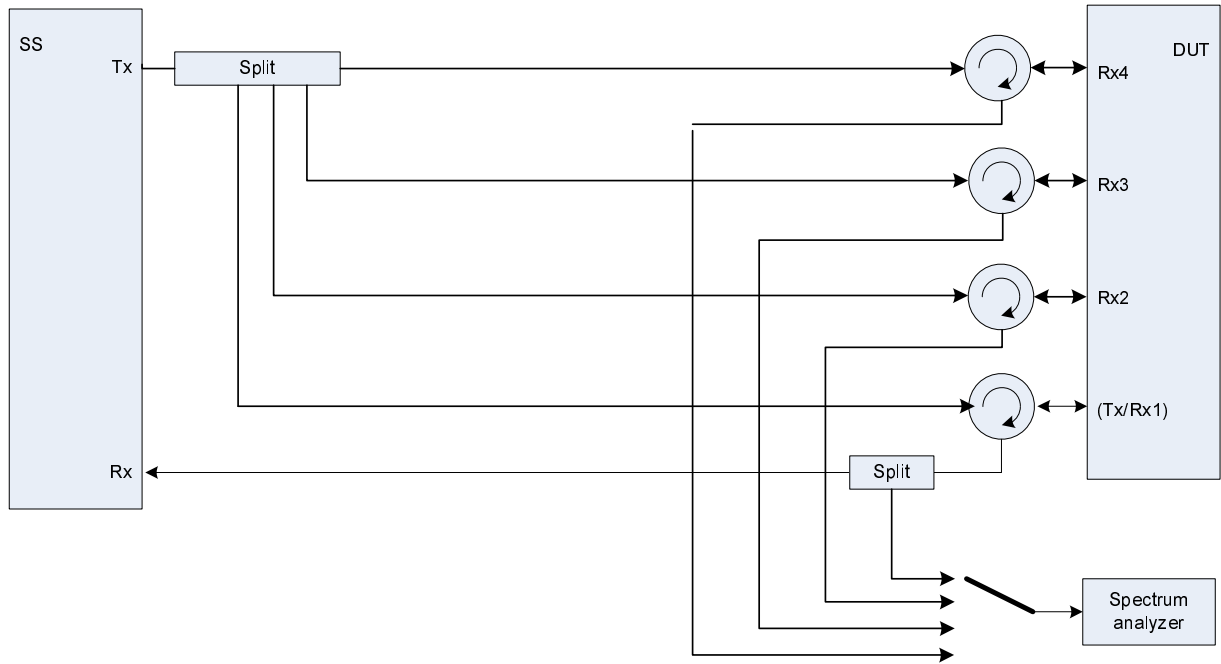 SS
DUT
Tx
Split
Rx4
Rx3
Rx2
(Tx/Rx1)
Rx
Split
Spectrum
analyzer